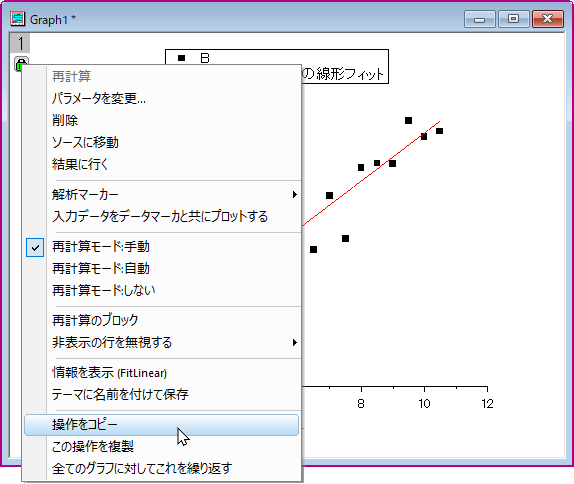 Graph1 *
1
B
の線形フィット
再計算
パラメータを変更...
削除
ソースに移動
結果に行く
解析マーカー
入力データをデータマーカと共にプロットする
再計算モード:手動
再計算モード:自動
再計算モード:しない
再計算のブロック
非表示の行を無視する
情報を表示 (FitLinear)
テーマに名前を付けて保存
操作をコピー
この操作を複製
全てのグラフに対してこれを繰り返す
8 10 12